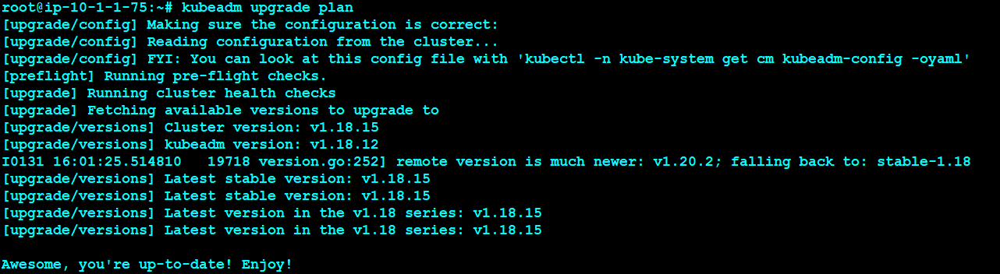 root@ip-10-1-1-75:~# kubeadm upgrade plan
[upgrade/config] Making sure the configuration is correct:
[upgrade/config] Reading configuration from the cluster...
[upgrade/config] FYI: You can look at this config file with 'kubectl -n kube-system get cm kubeadm-config -oyaml'
[preflight] Running pre-flight checks.
[upgrade] Running cluster health checks
[upgrade] Fetching available versions to upgrade to
[upgrade/versions] Cluster version: v1.18.15
[upgrade/versions] kubeadm version: v1.18.12
I0131 16:01:25.514810   19718 version.go:252] remote version is much newer: v1.20.2; falling back to: stable-1.18
[upgrade/versions] Latest stable version: v1.18.15
[upgrade/versions] Latest stable version: v1.18.15
[upgrade/versions] Latest version in the v1.18 series: v1.18.15
[upgrade/versions] Latest version in the v1.18 series: v1.18.15
Awesome, you're up-to-date! Enjoy!